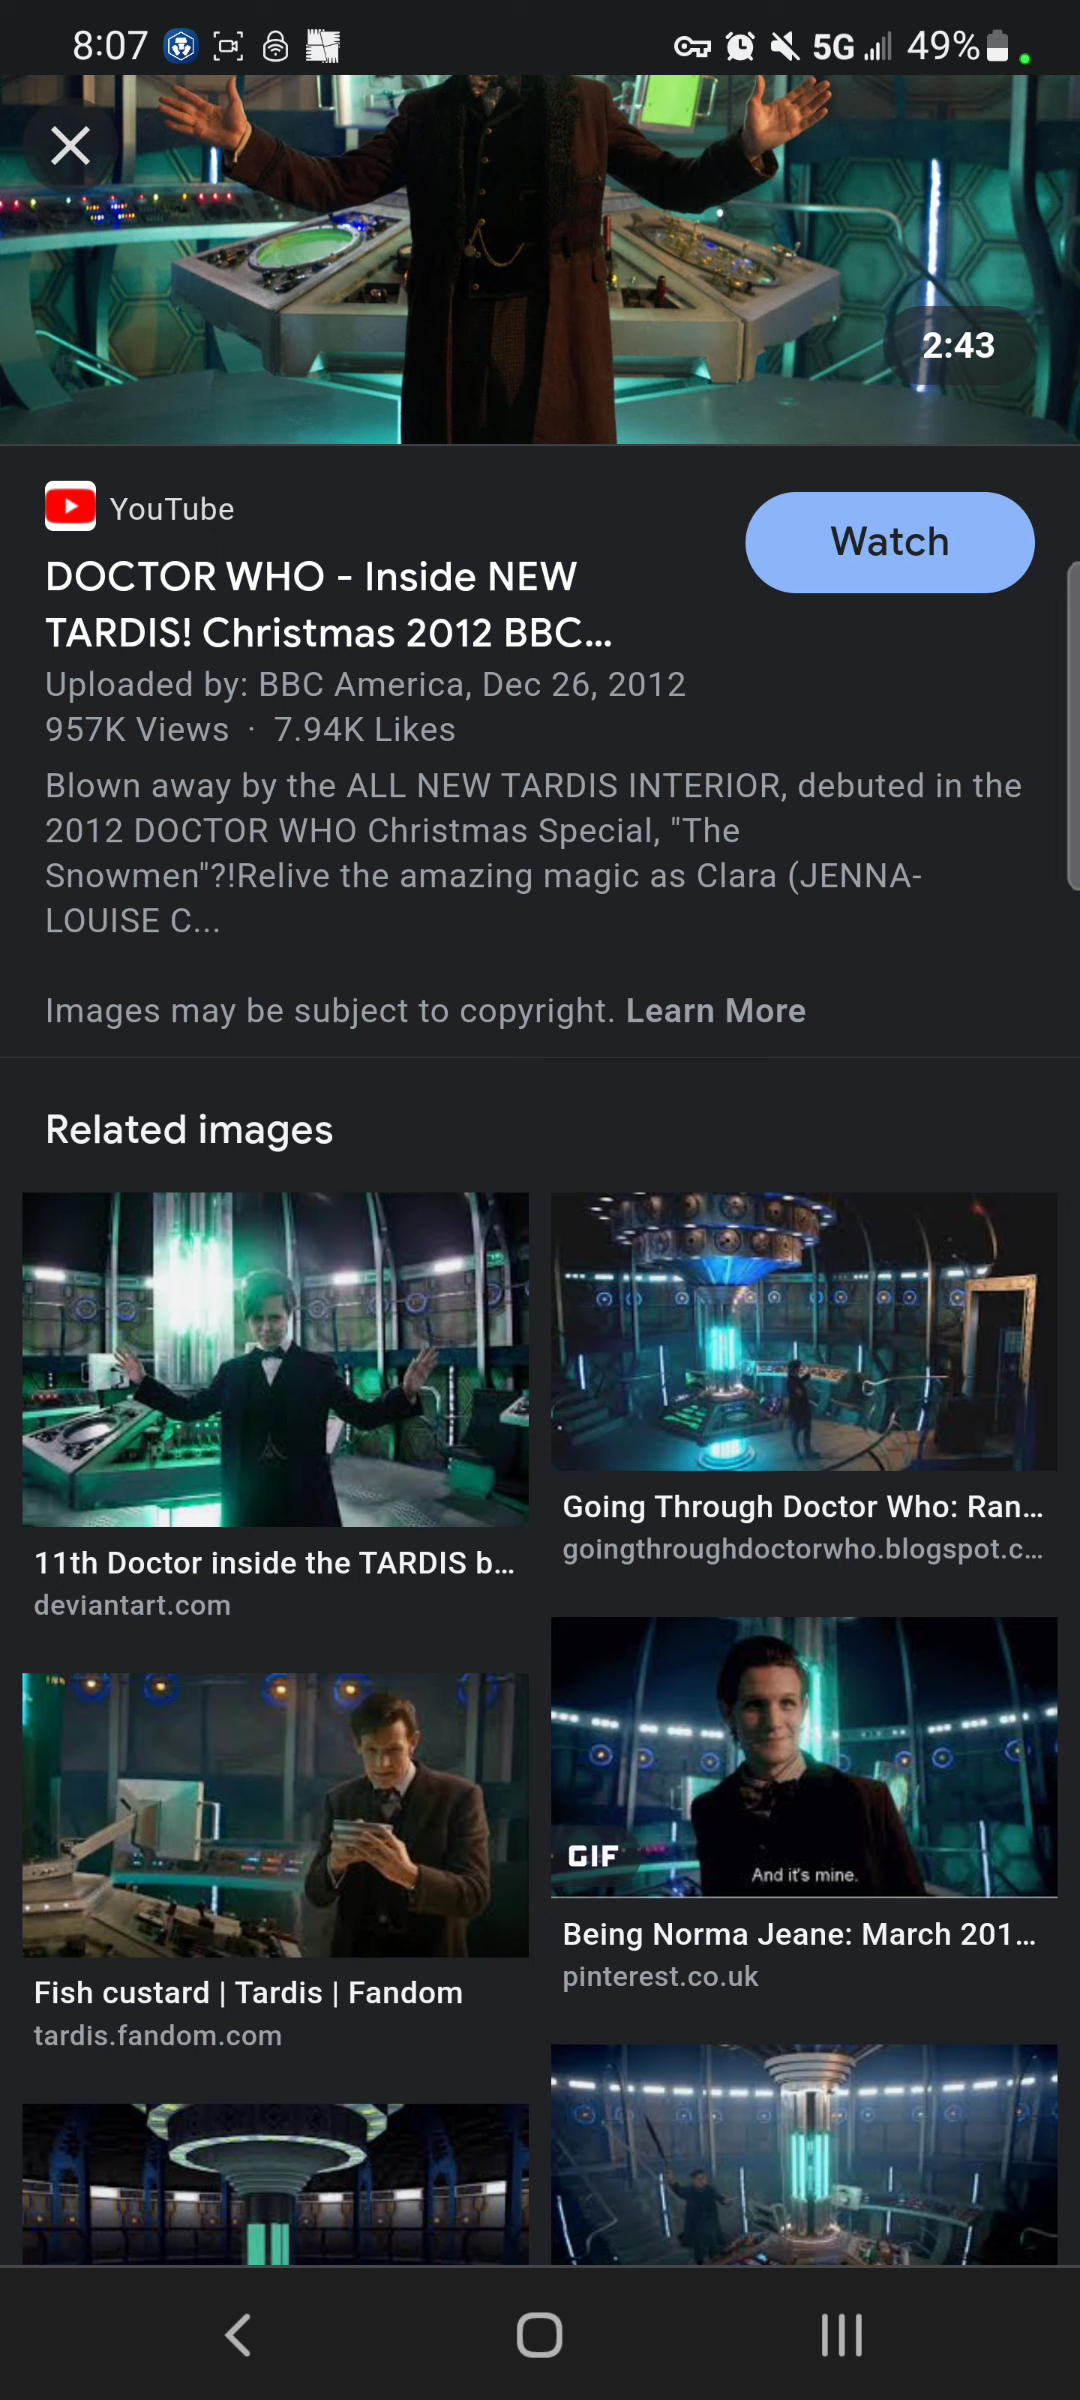 8:07
5G
49%
2:43
YouTube
Watch
DOCTOR WHO - Inside NEW
TARDIS! Christmas 2012 BBC...
Uploaded by: BBC America, Dec 26, 2012
957K Views · 7.94K Likes
Blown away by the ALL NEW TARDIS INTERIOR, debuted in the
2012 DOCTOR WHO Christmas Special, "The
Snowmen"?!Relive the amazing magic as Clara (JENNA-
LOUISE C...
Images may be subject to copyright. Learn More
Related images
11th Doctor inside the TARDIS b...
deviantart.com
Going Through Doctor Who: Ran...
goingthroughdoctorwho.blogspot.c...
Fish custard | Tardis | Fandom
tardis.fandom.com
GIF
And it's mine.
Being Norma Jeane: March 201...
pinterest.co.uk